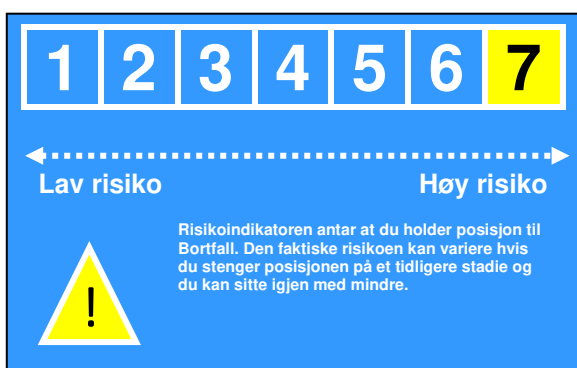 1 2 3 4 5 6 7
Lav risiko Høy risiko
Risikoindikatoren antar at du holder posisjon til
Bortfall. Den faktiske risikoen kan variere hvis
du stenger posisjonen på et tidligere stadie og
du kan sitte igjen med mindre.
!